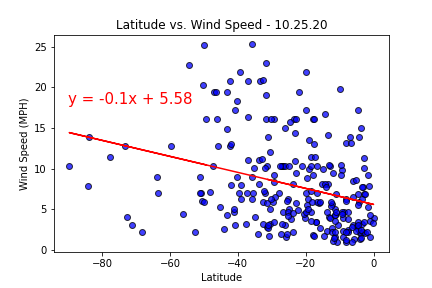 Latitude vs. Wind Speed - 10.25.20
25
20
15
10
5
0
Wind Speed (MPH)
y = -0.1x + 5.58
−80 −60 −40 −20 0
Latitude